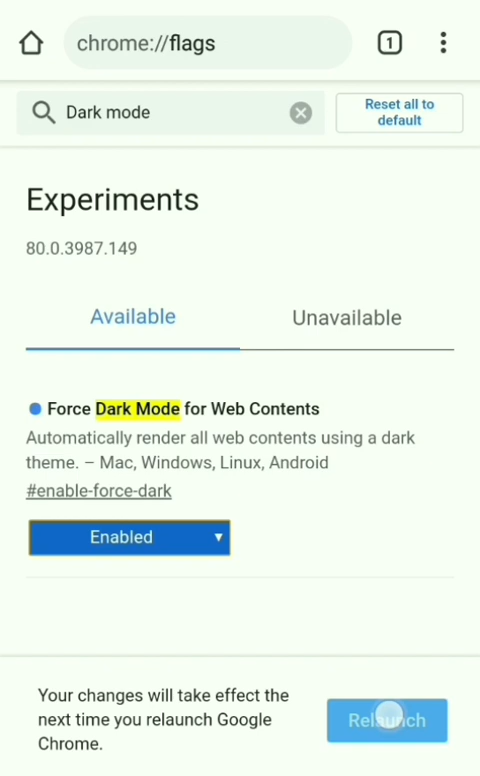 chrome://flags
1
Dark mode
Reset all to
default
Experiments
80.0.3987.149
Available
Unavailable
Force Dark Mode for Web Contents
Automatically render all web contents using a dark
theme. – Mac, Windows, Linux, Android
#enable-force-dark
Enabled
Your changes will take effect the
next time you relaunch Google
Chrome.
Relaunch